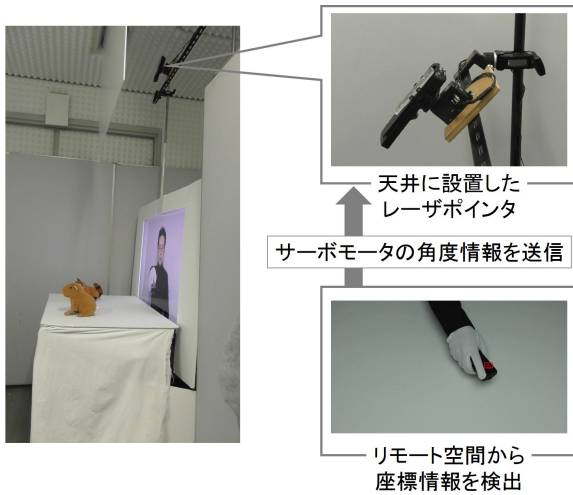 天井に設置した
レーザポインタ
サーボモータの角度情報を送信
リモート空間から
座標情報を検出